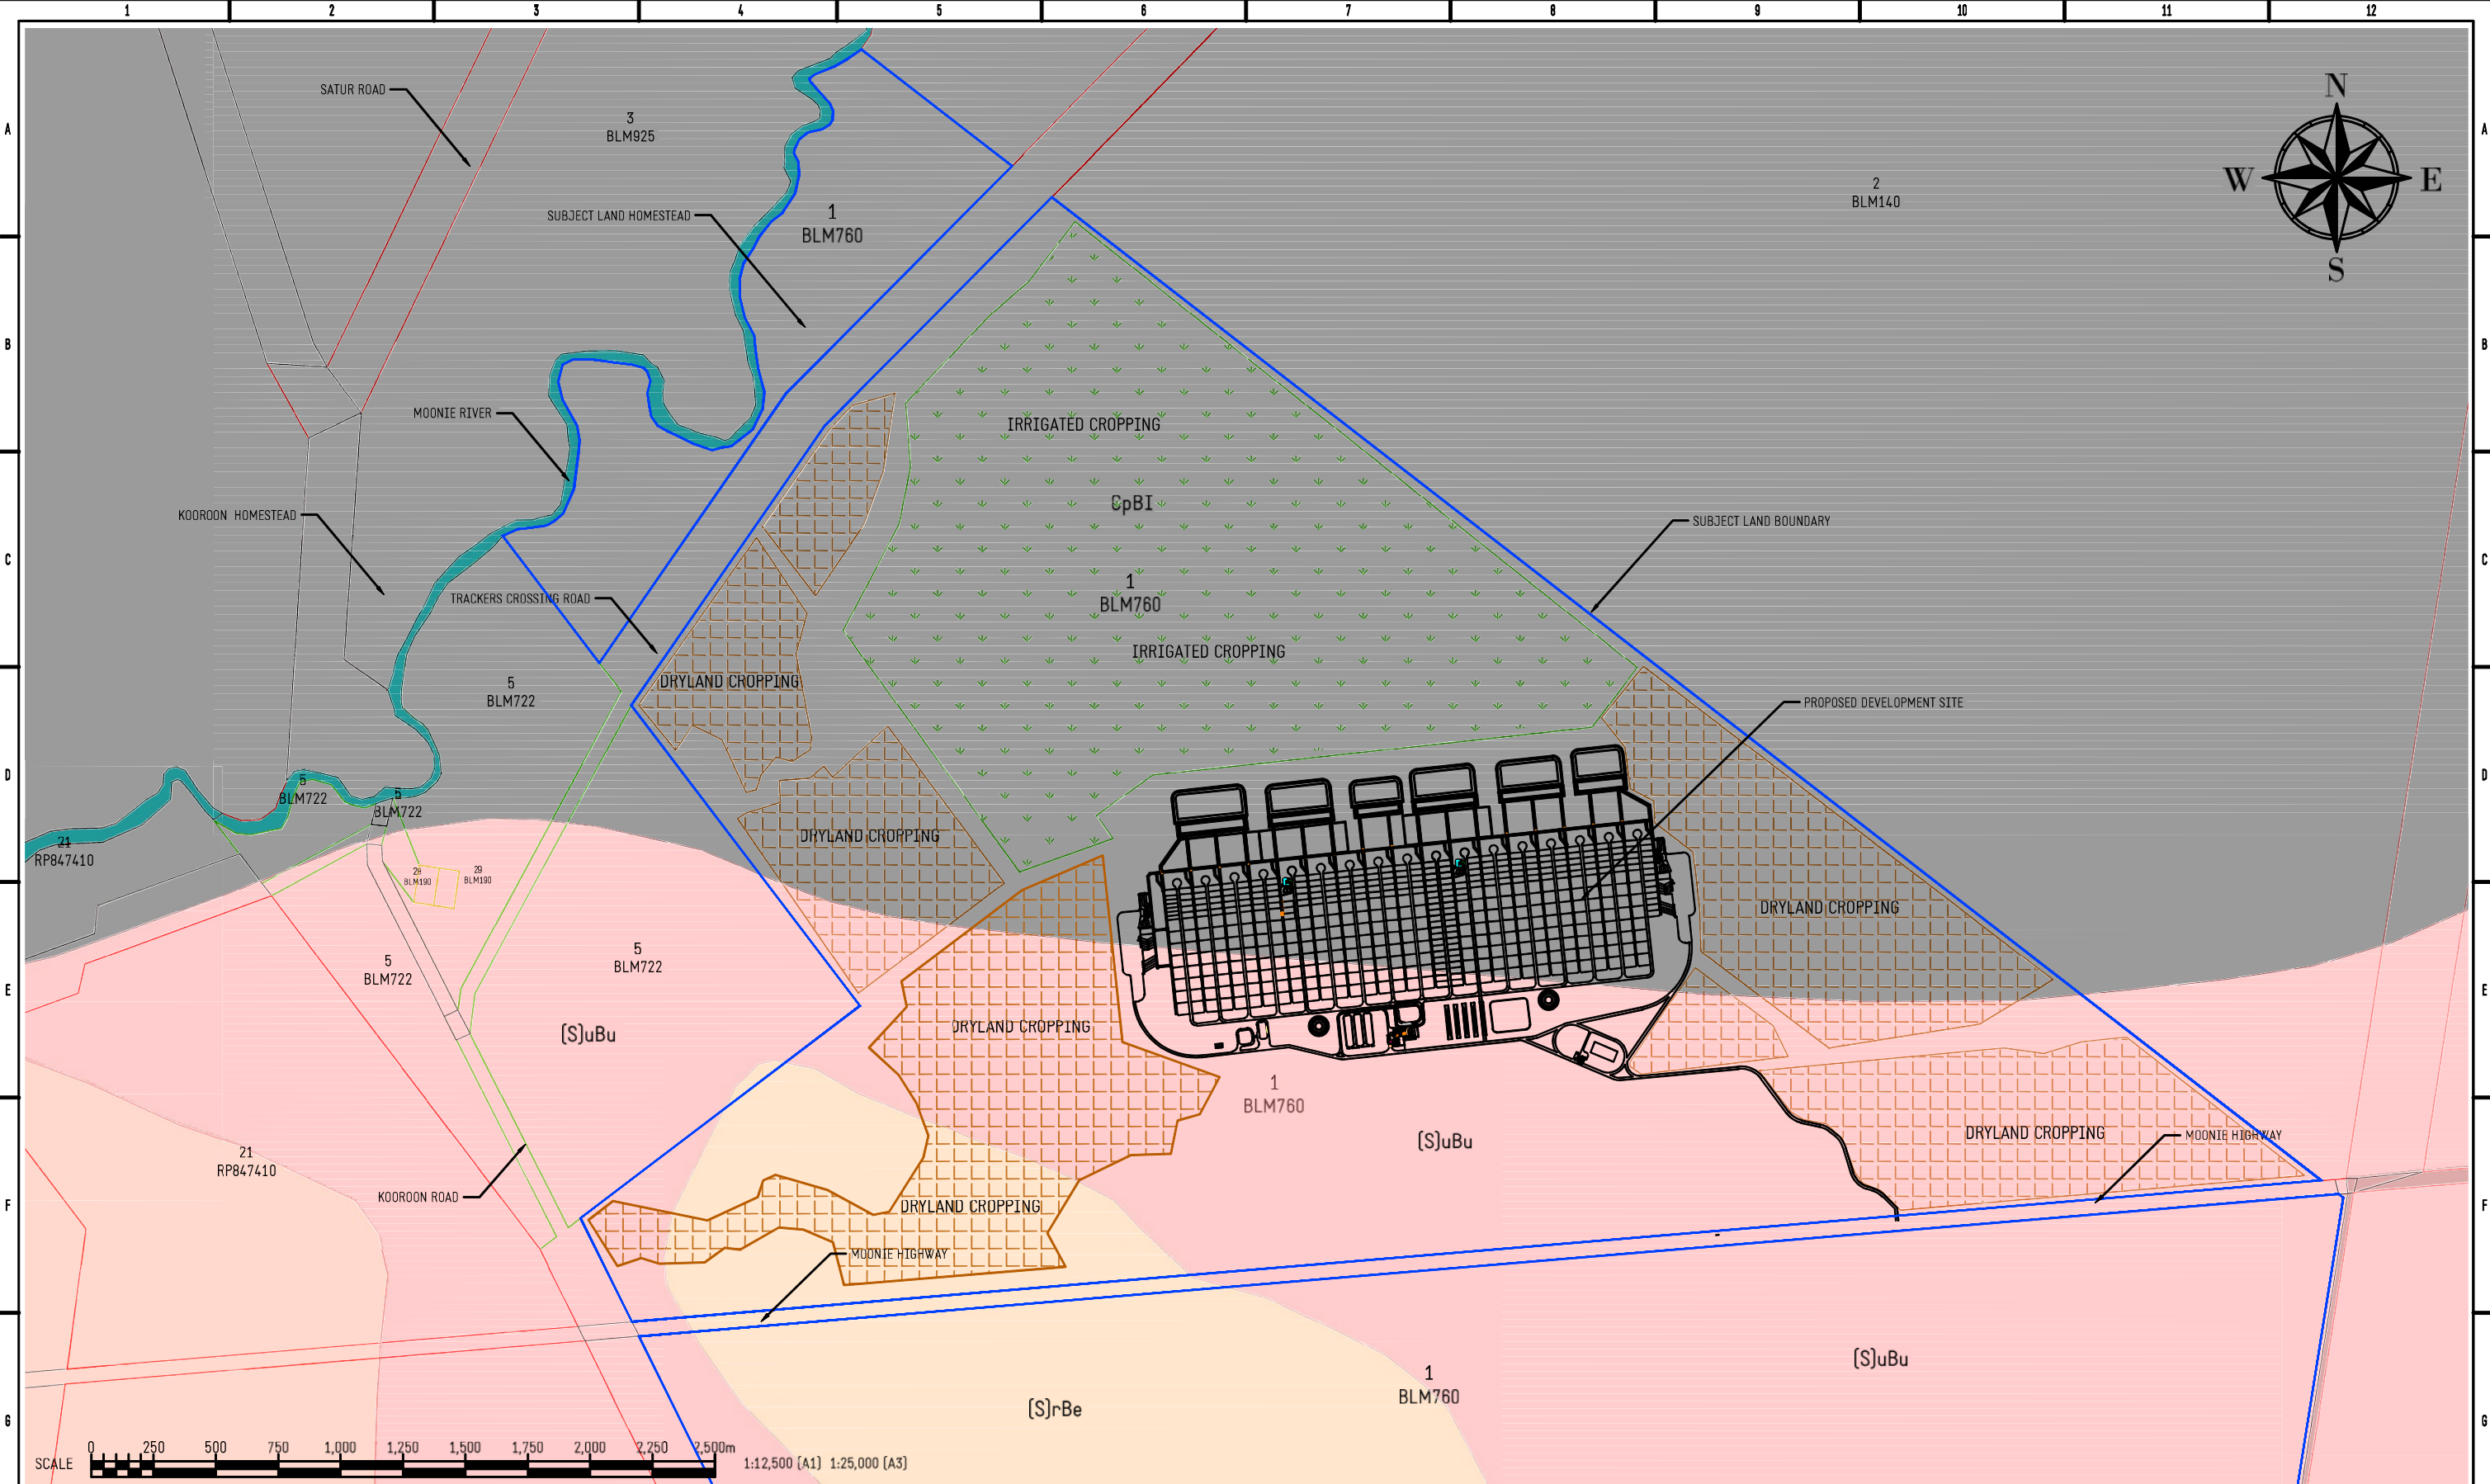 1 2 3 4 5 6 7 8 9 10 11 12
A
B
C
D
E
F
G
A
B
C
D
E
F
G
N
W E
S
SATUR ROAD
3
BLM925
2
BLM140
SUBJECT LAND HOMESTEAD
1
BLM760
MOONIE RIVER
IRRIGATED CROPPING
CpBI
KOOROON HOMESTEAD
SUBJECT LAND BOUNDARY
TRACKERS CROSSING ROAD
1
BLM760
IRRIGATED CROPPING
5
BLM722
DRYLAND CROPPING
PROPOSED DEVELOPMENT SITE
5
BLM722
5
BLM722
21
RP847410
DRYLAND CROPPING
28
BLM190
29
BLM190
DRYLAND CROPPING
5
BLM722
5
BLM722
(S)uBu
DRYLAND CROPPING
1
BLM760
(S)uBu
DRYLAND CROPPING
MOONIE HIGHWAY
21
RP847410
KOOROON ROAD
DRYLAND CROPPING
MOONIE HIGHWAY
(S)uBu
1
BLM760
(S)rBe
0 250 500 750 1,000 1,250 1,500 1,750 2,000 2,250 2,500m
SCALE
1:12,500 (A1) 1:25,000 (A3)